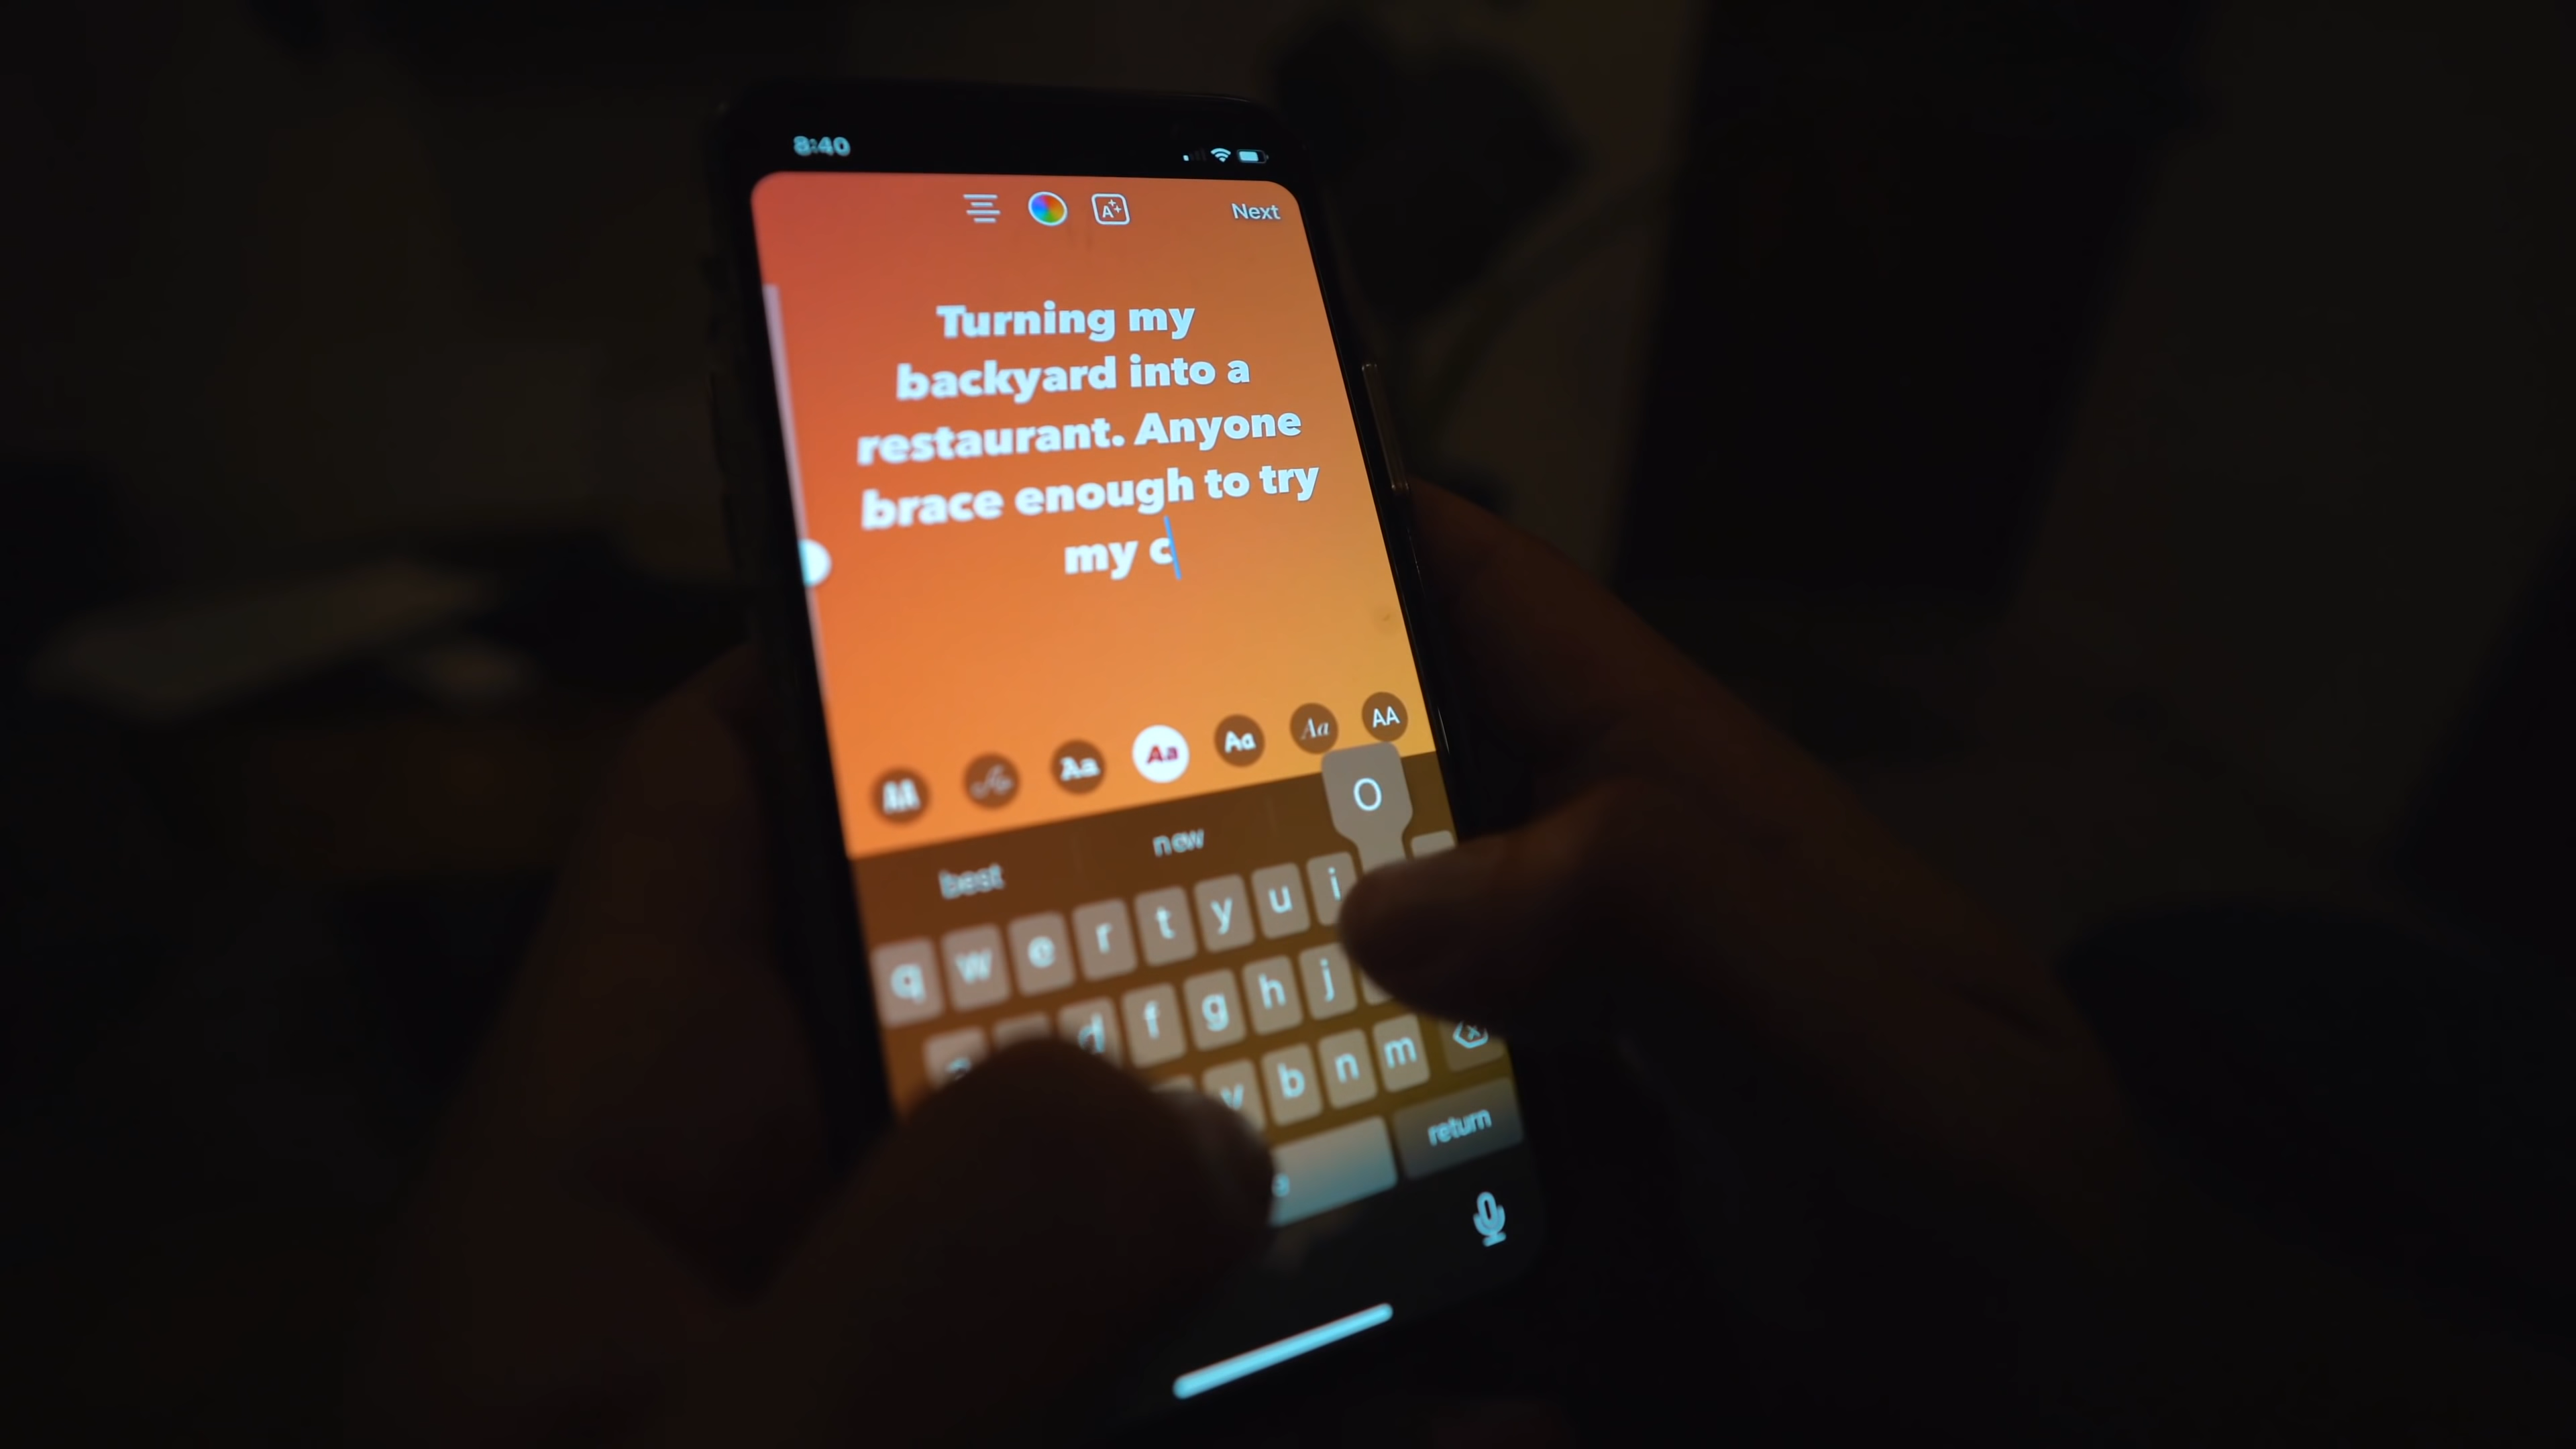 8:40
Next
Turning my
backyard into a
restaurant. Anyone
brace enough to try
my c
AA Aa Aa Aa Aa AA
best new
O
q w e r t y u i
d f g h j
v b n m
return